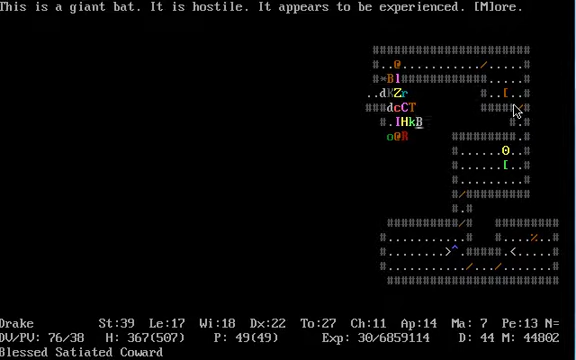 This is a giant bat. It is hostile. It appears to be experienced. [M]ore.
Drake St:39 Le:17 Wi:18 Dx:22 To:27 Ch:11 Ap:14 Ma: 7 Pe:13 N=
DV/PV: 76/38 H: 367(507) P: 49(49) Exp: 30/6859114 D: 44 M: 44802
Blessed Satiated Coward